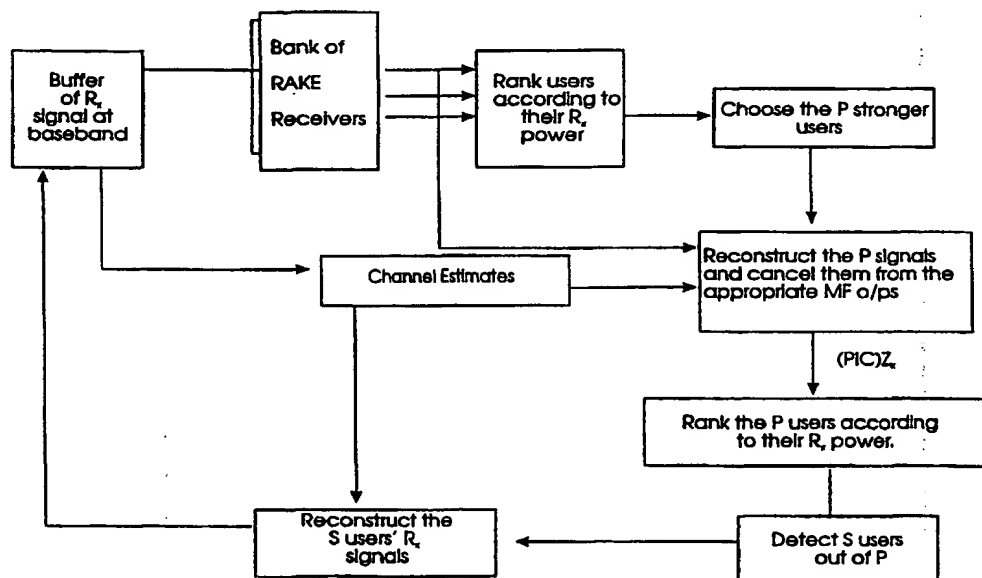 Buffer
of Rx
signal at
baseband
Bank of
RAKE
Receivers
Rank users
according to
their Rx
power
Choose the P stronger
users
Channel Estimates
Reconstruct the P signals
and cancel them from the
appropriate MF o/ps
(PIC)Zx
Rank the P users according
to their Rx power.
Detect S users
out of P
Reconstruct the
S users' Rx
signals